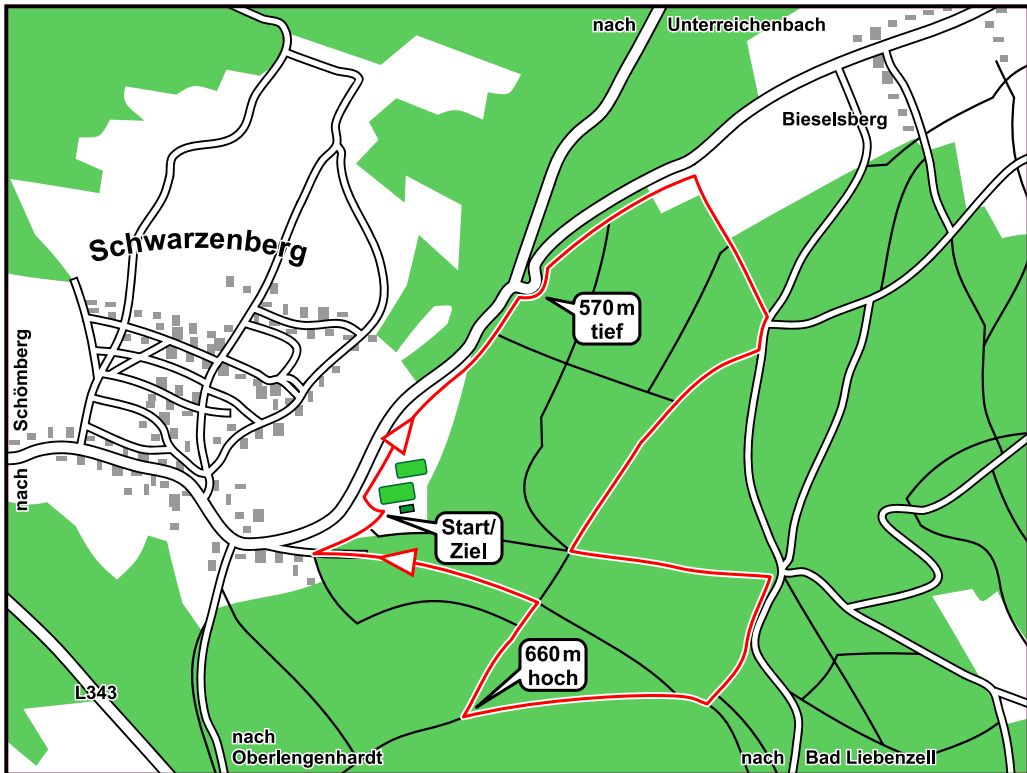 nach Unterreichenbach
Bieselsberg
Schwarzenberg
570 m
tief
nach Schömberg
Start/
Ziel
660 m
hoch
L343
nach
Oberlengenhardt
nach Bad Liebenzell